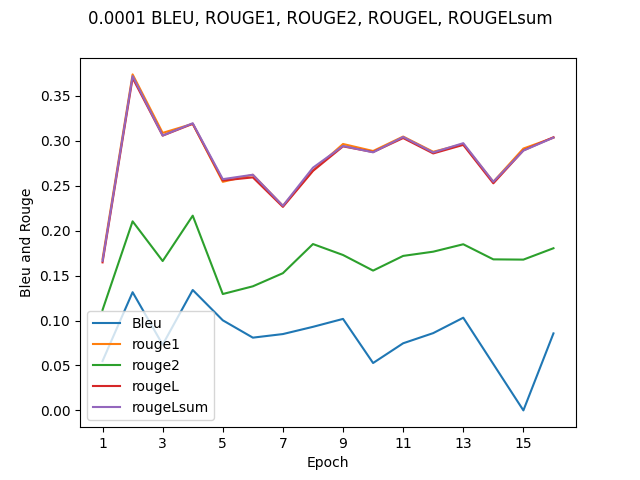 0.0001 BLEU, ROUGE1, ROUGE2, ROUGEL, ROUGELsum
Bleu and Rouge
0.35
0.30
0.25
0.20
0.15
0.10
0.05
0.00
Bleu
rouge1
rouge2
rougeL
rougeLsum
1 3 5 7 9 11 13 15
Epoch